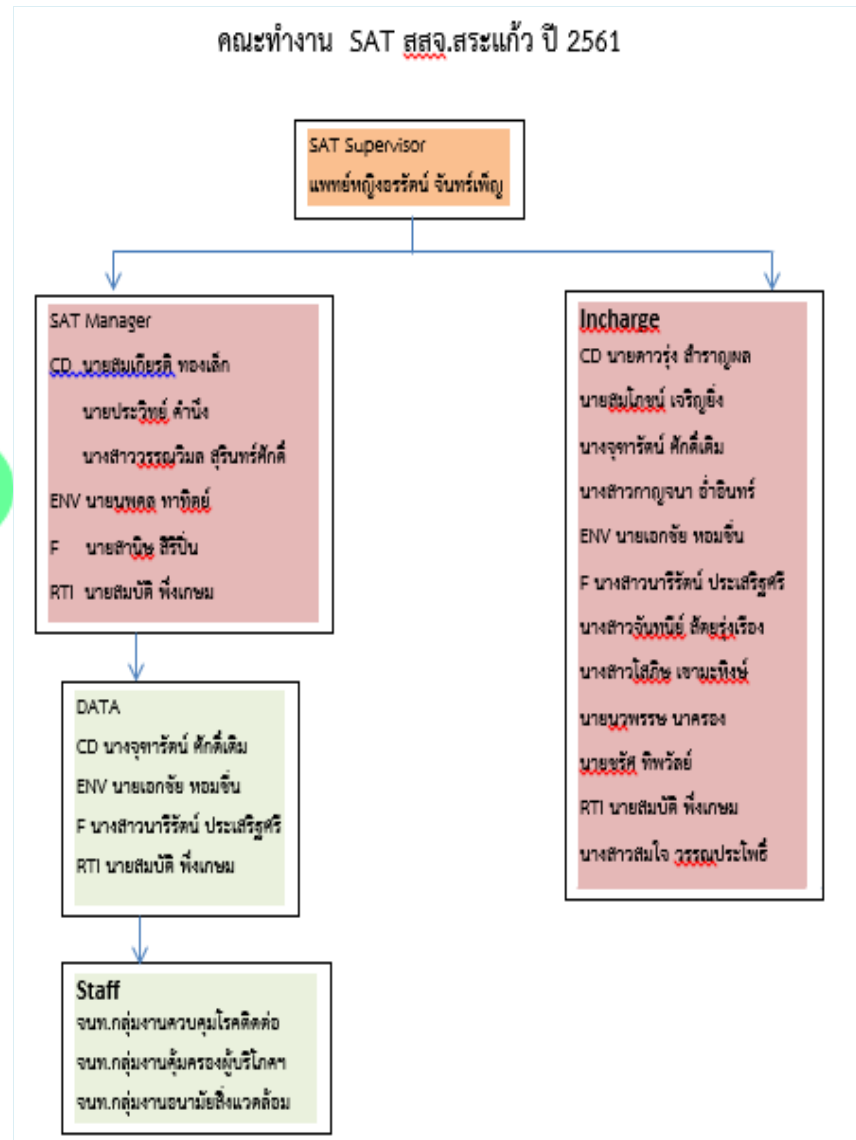 คณะทำงาน SAT สสจ.สระแก้ว ปี 2561
SAT Supervisor
แพทย์หญิงอรรัตน์ จันทร์เพ็ญ
SAT Manager
CD นายสมเกียรติ ทองเล็ก
นายประวิทย์ คำนึง
นางสาววรรณวิมล สุรินทร์ศักดิ์
ENV นายนพดล ทาทิตย์
F นายสานิษ สิริปิ่น
RTI นายสมบัติ พึ่งเกษม
Incharge
CD นายดาวรุ่ง สำราญผล
นายสมโภชน์ เจริญยิ่ง
นางจุฑารัตน์ ศักดิ์เดิม
นางสาวกาญจนา อ่ำอินทร์
ENV นายเอกชัย หอมชื่น
F นางสาวนารีรัตน์ ประเสริฐศรี
นางสาวจันทนีย์ สัตยรุ่งเรือง
นางสาวโสภิษ เขามะหิงษ์
นายนวพรรษ นาครอง
นายชรัศ ทิพวัลย์
RTI นายสมบัติ พึ่งเกษม
นางสาวสมใจ วรรณประโพธิ์
DATA
CD นางจุฑารัตน์ ศักดิ์เดิม
ENV นายเอกชัย หอมชื่น
F นางสาวนารีรัตน์ ประเสริฐศรี
RTI นายสมบัติ พึ่งเกษม
Staff
จนท.กลุ่มงานควบคุมโรคติดต่อ
จนท.กลุ่มงานคุ้มครองผู้บริโภคฯ
จนท.กลุ่มงานอนามัยสิ่งแวดล้อม